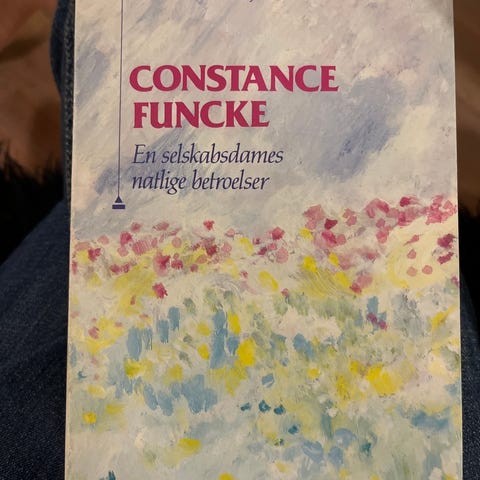 CONSTANCE
FUNCKE
En selskabsdames
natlige betroelser